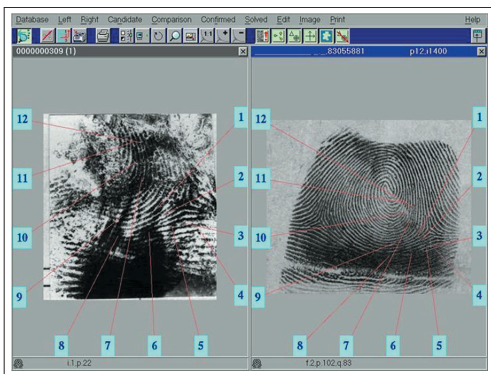 Database Left Right Candidate Comparison Confirmed Solved Edit Image Print Help
0000000309 (1)
83055881 p12.i1400
12
1
11
2
10
3
9
4
8 7 6 5
1
12
11
2
10
3
9
4
8 7 6 5
i.1.p.22
f.2.p.102.q.83